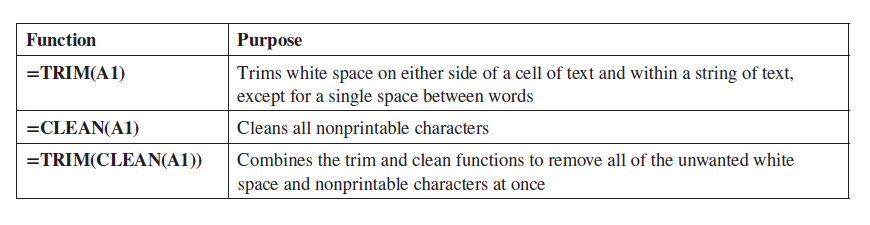 Function Purpose
=TRIM(A1) Trims white space on either side of a cell of text and within a string of text,
except for a single space between words
=CLEAN(A1) Cleans all nonprintable characters
=TRIM(CLEAN(A1)) Combines the trim and clean functions to remove all of the unwanted white
space and nonprintable characters at once